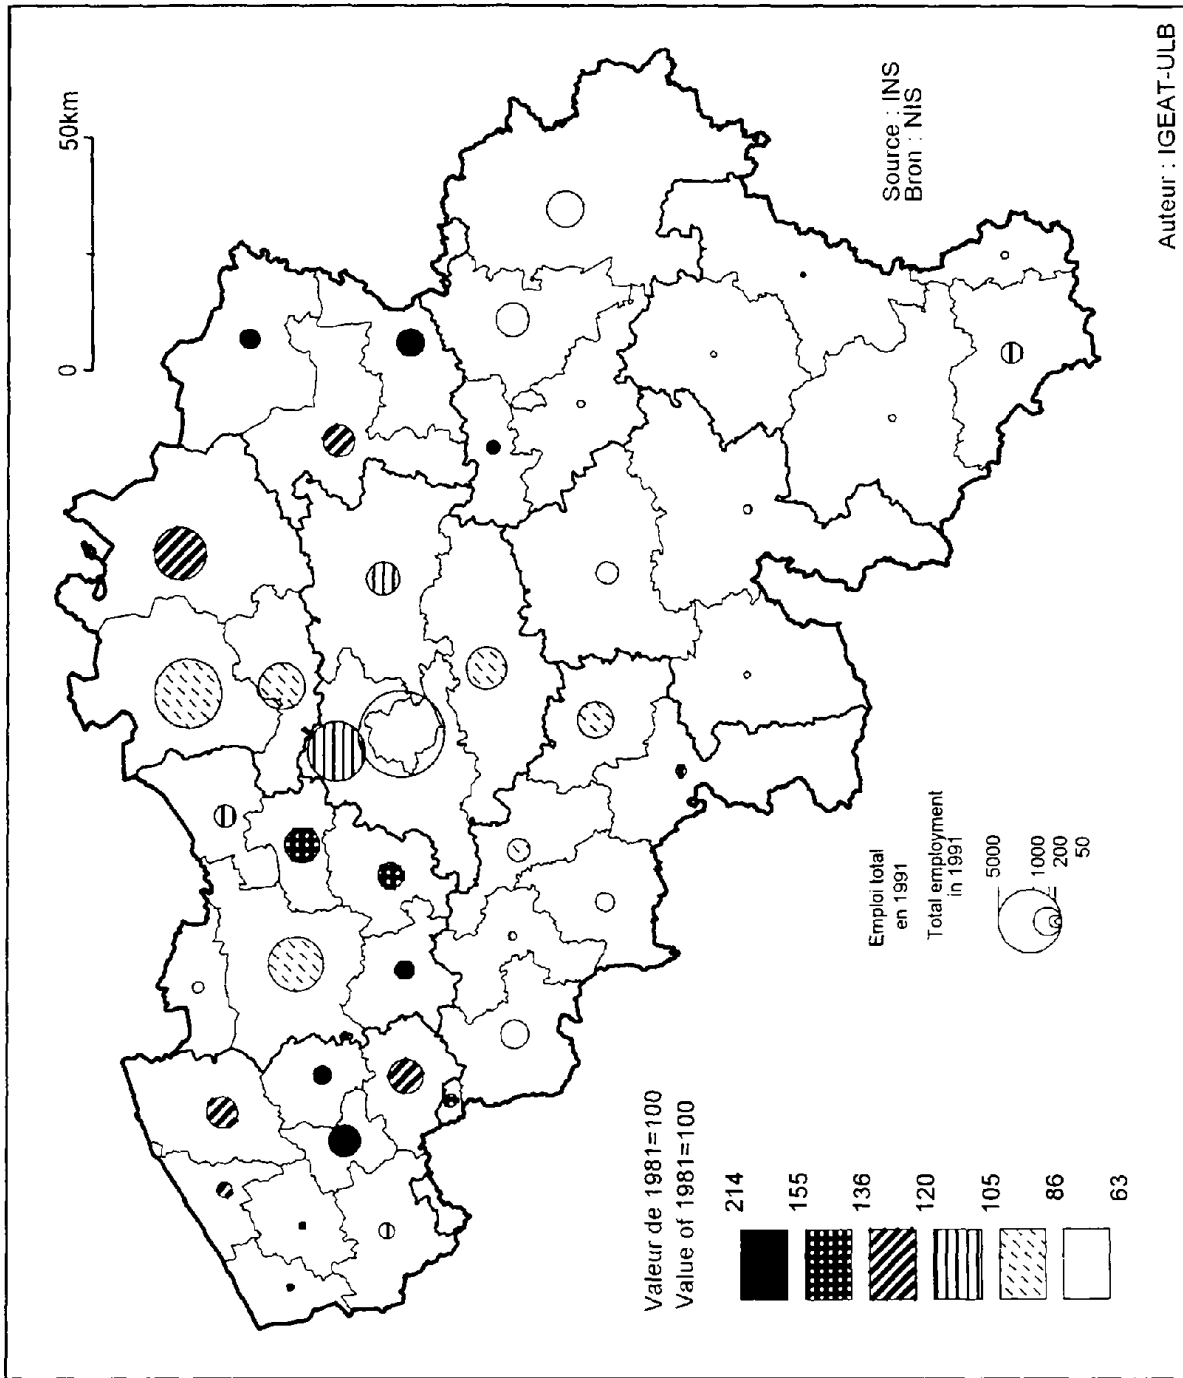 0 50km
Source : INS
Bron : NIS
Emploi total
en 1991
Total employment
in 1991
5000
1000
200
50
Valeur de 1981=100
Value of 1981=100
214
155
136
120
105
86
63
Auteur : IGEAT-ULB